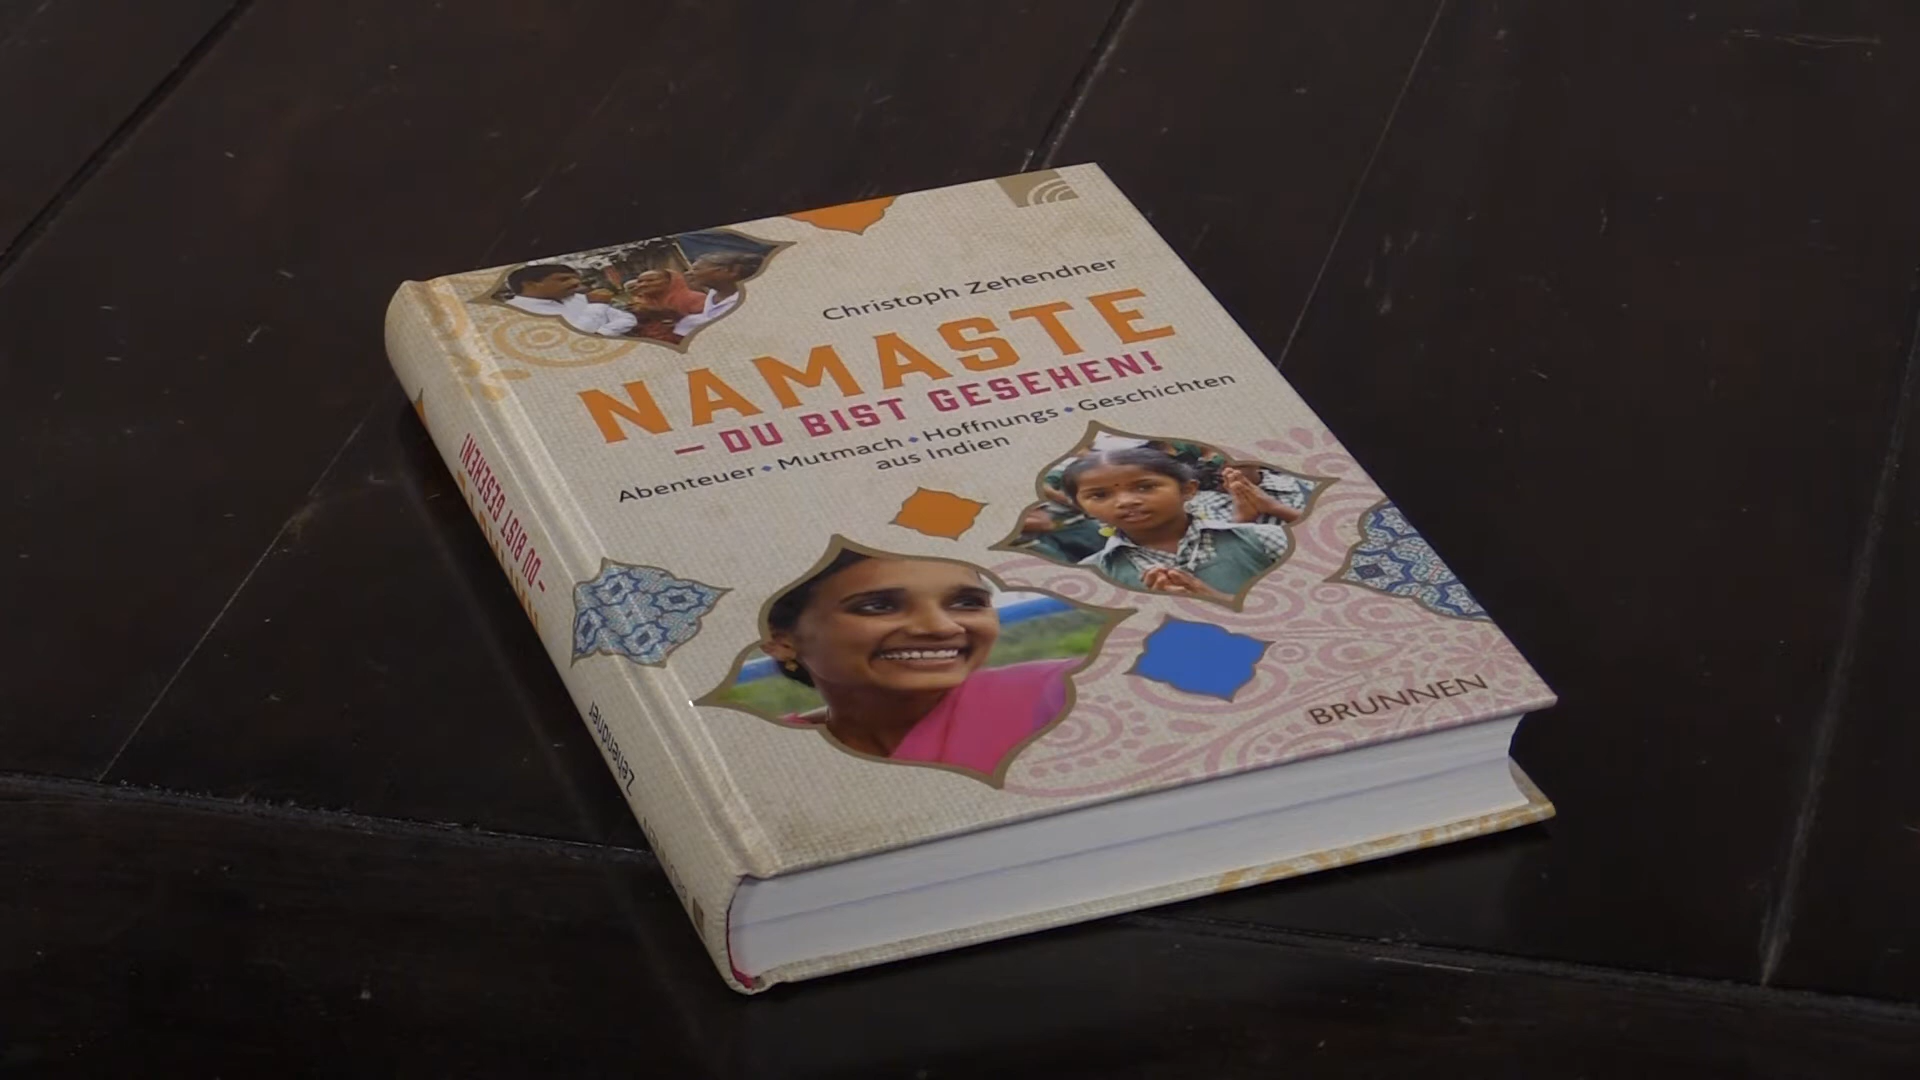 Christoph Zehendner
NAMASTE
– DU BIST GESEHEN!
Abenteuer • Mutmach • Hoffnungs • Geschichten
aus Indien
BRUNNEN
– DU BIST GESEHEN!
Zehendner